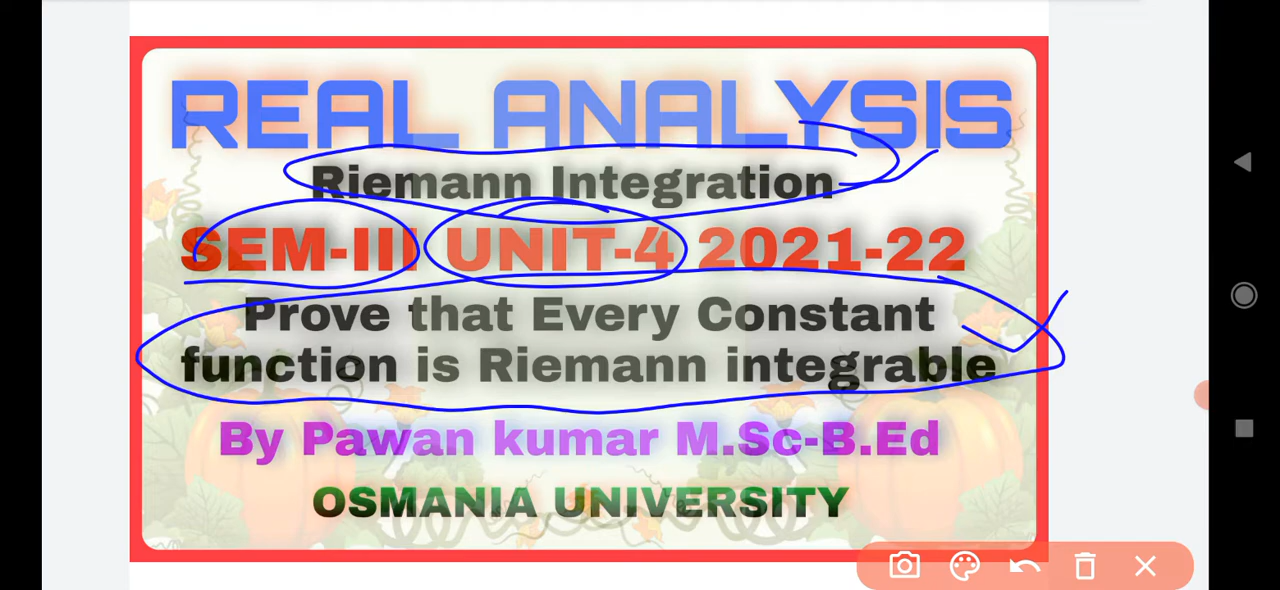 REAL ANALYSIS
Riemann Integration
SEM-III UNIT-4 2021-22
Prove that Every Constant
function is Riemann integrable
By Pawan kumar M.Sc-B.Ed
OSMANIA UNIVERSITY